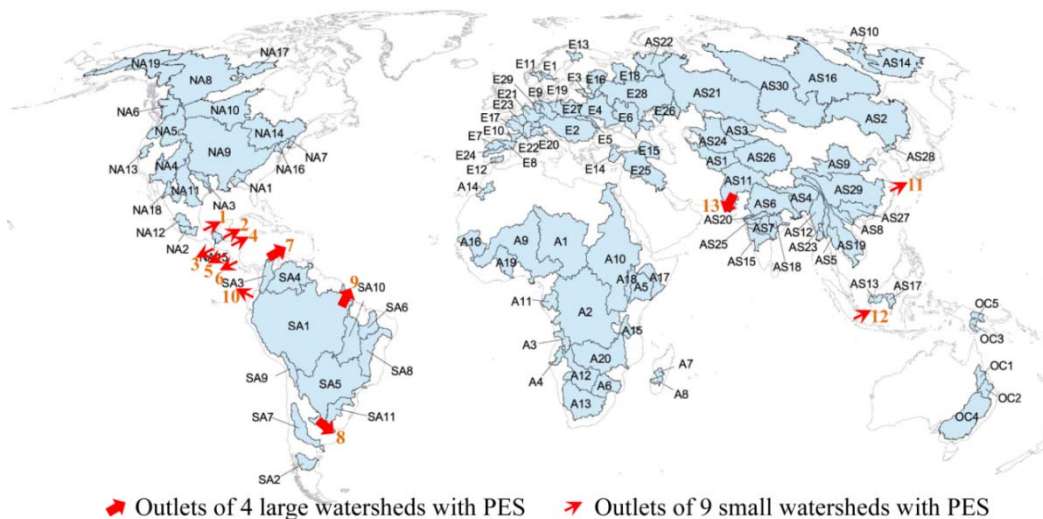 NA17
NA19
NA8
NA6
NA10
NA5
NA14
NA9
NA7
NA13
NA16
NA4
NA11
NA1
NA3
NA18
NA12
NA2
1
2
3
4
5
6
7
SA3
SA4
10
9
SA10
SA6
SA1
SA8
SA9
SA5
SA7
SA11
8
SA2
E13
E11
E1
E29
E3
E16
E18
AS22
E21
E9
E19
E28
E23
E27
E4
E17
E6
E26
E7
E10
E2
E5
E24
E22
E20
E15
E12
E8
E14
E25
A14
A16
A9
A1
A10
A19
A18
A17
A5
A11
A2
A15
A3
A20
A7
A4
A12
A6
A8
A13
AS10
AS14
AS16
AS30
AS21
AS2
AS3
AS24
AS28
AS1
AS26
AS9
11
AS11
AS29
13
AS6
AS4
AS20
AS27
AS7
AS12
AS8
AS25
AS23
AS19
AS15
AS18
AS5
AS13
AS17
12
OC5
OC3
OC1
OC2
OC4
Outlets of 4 large watersheds with PES
Outlets of 9 small watersheds with PES